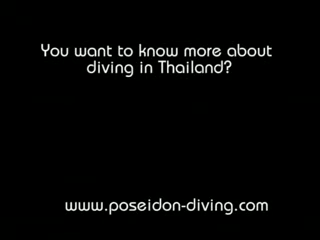 You want to know more about
diving in Thailand?
www.poseidon-diving.com